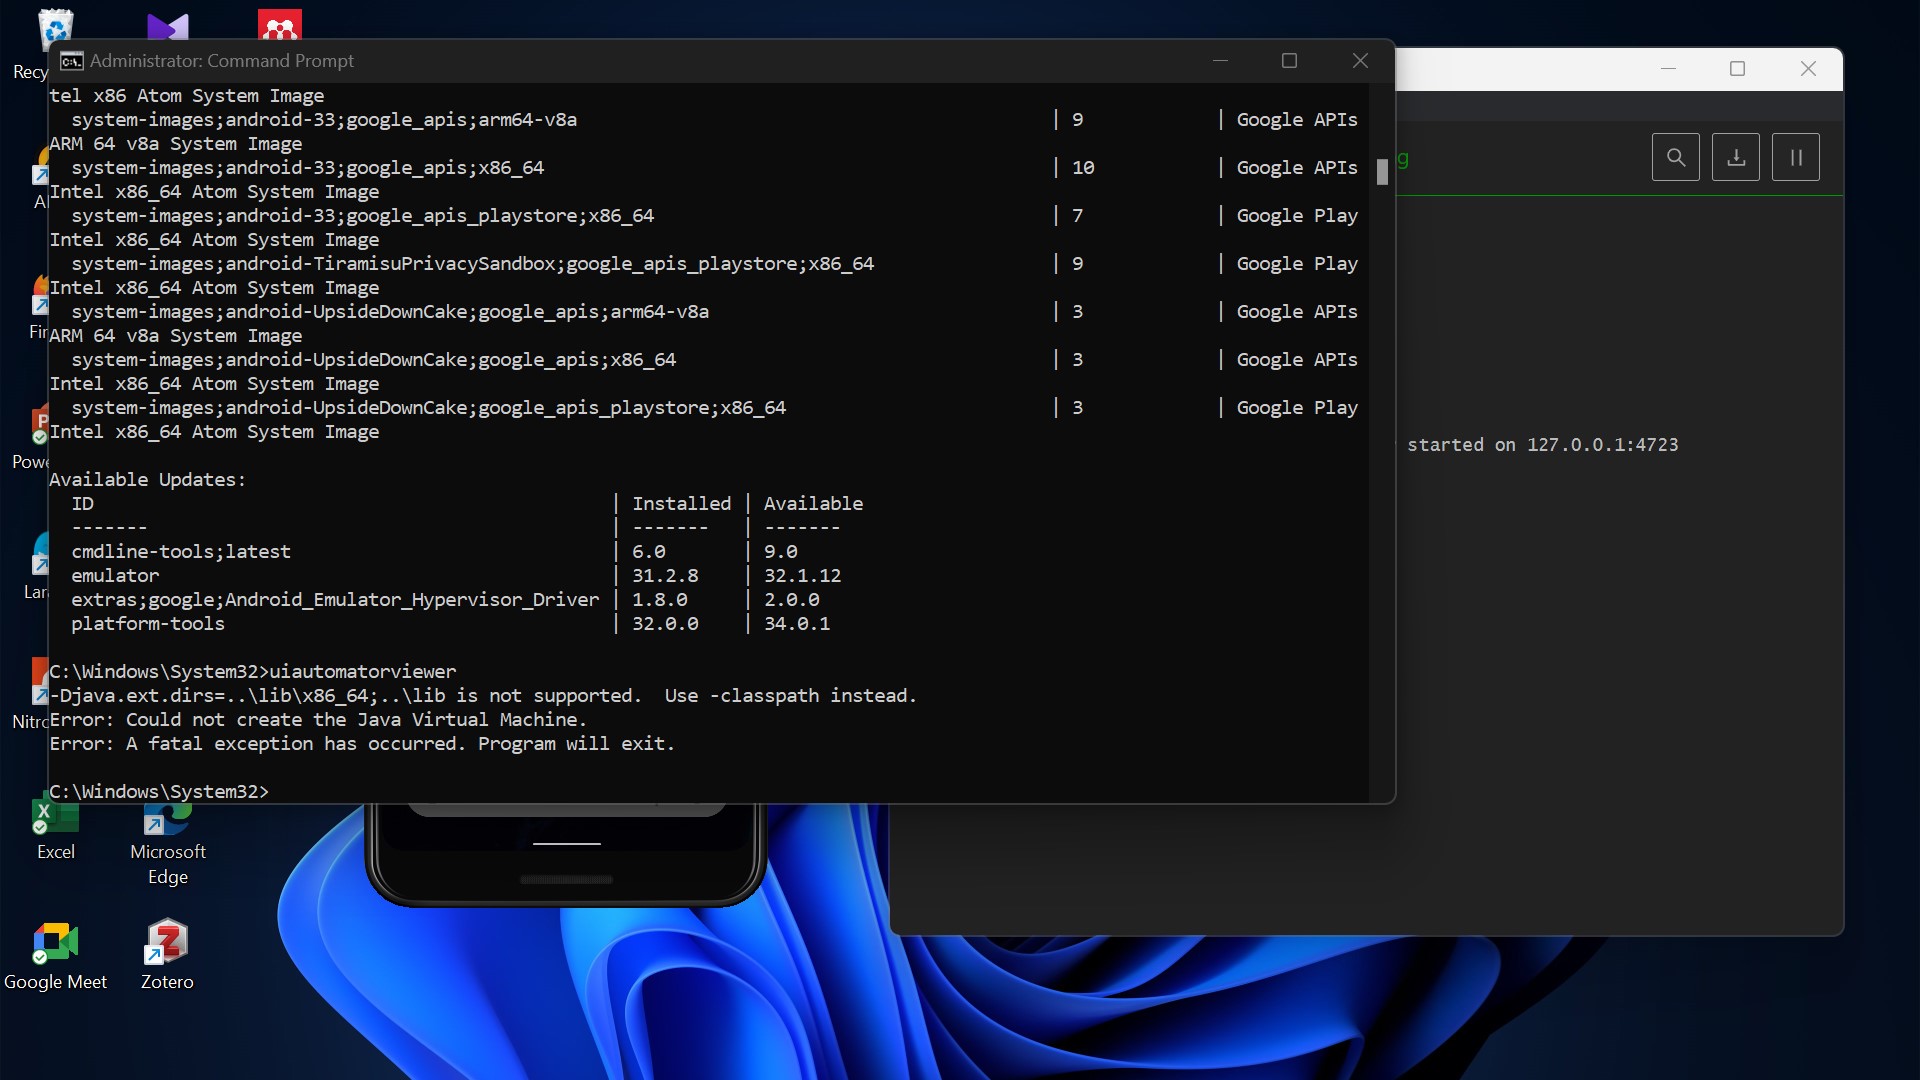 Administrator: Command Prompt
tel x86 Atom System Image
system-images;android-33;google_apis;arm64-v8a | 9 | Google APIs
ARM 64 v8a System Image
system-images;android-33;google_apis;x86_64 | 10 | Google APIs
Intel x86_64 Atom System Image
system-images;android-33;google_apis_playstore;x86_64 | 7 | Google Play
Intel x86_64 Atom System Image
system-images;android-TiramisuPrivacySandbox;google_apis_playstore;x86_64 | 9 | Google Play
Intel x86_64 Atom System Image
system-images;android-UpsideDownCake;google_apis;arm64-v8a | 3 | Google APIs
ARM 64 v8a System Image
system-images;android-UpsideDownCake;google_apis;x86_64 | 3 | Google APIs
Intel x86_64 Atom System Image
system-images;android-UpsideDownCake;google_apis_playstore;x86_64 | 3 | Google Play
Intel x86_64 Atom System Image
Available Updates:
ID | Installed | Available
------- | ------- | -------
cmdline-tools;latest | 6.0 | 9.0
emulator | 31.2.8 | 32.1.12
extras;google;Android_Emulator_Hypervisor_Driver | 1.8.0 | 2.0.0
platform-tools | 32.0.0 | 34.0.1
C:\Windows\System32>uiautomatorviewer
-Djava.ext.dirs=..\lib\x86_64;..\lib is not supported.  Use -classpath instead.
Error: Could not create the Java Virtual Machine.
Error: A fatal exception has occurred. Program will exit.
C:\Windows\System32>
g
started on 127.0.0.1:4723
Recy
A
Fir
Powe
Lar
Nitro
Excel
Microsoft
Edge
Google Meet
Zotero